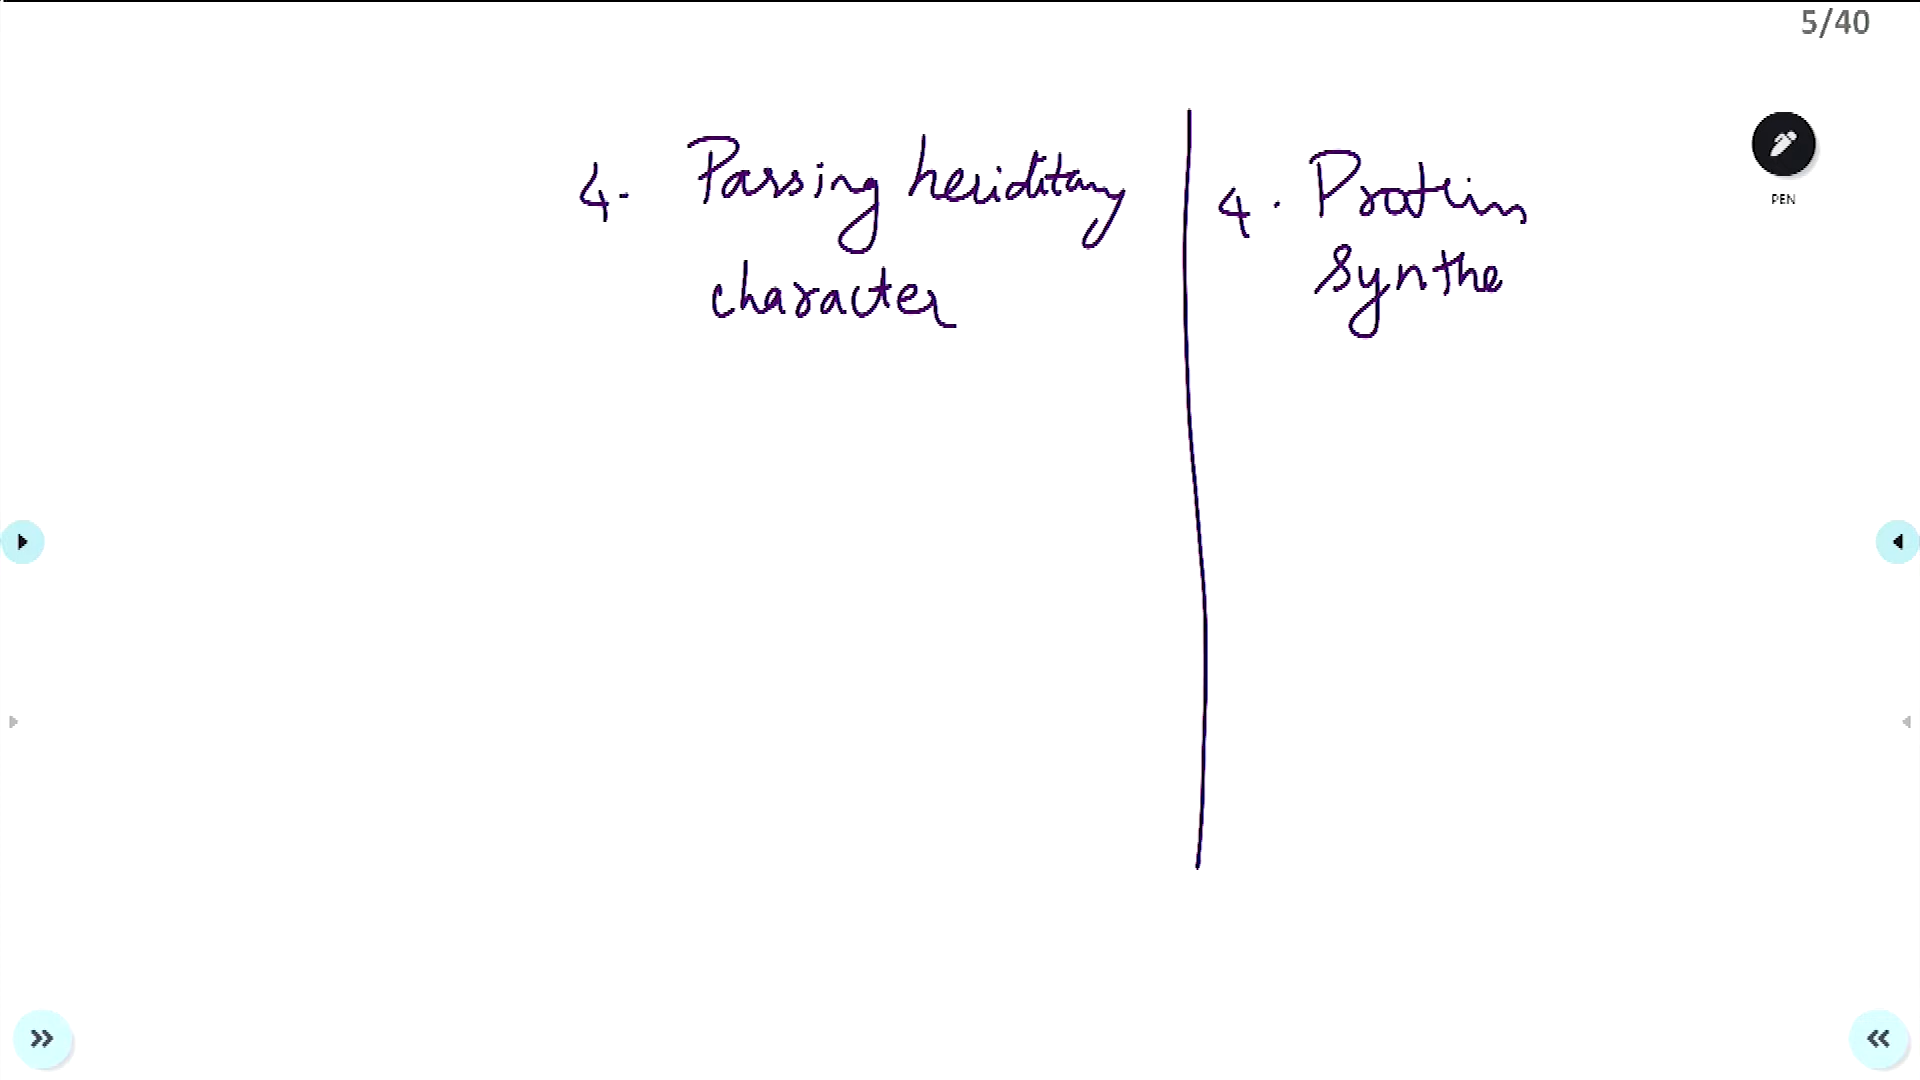 5/40
4. Passing heriditary
character
4. Protein
synthe
PEN